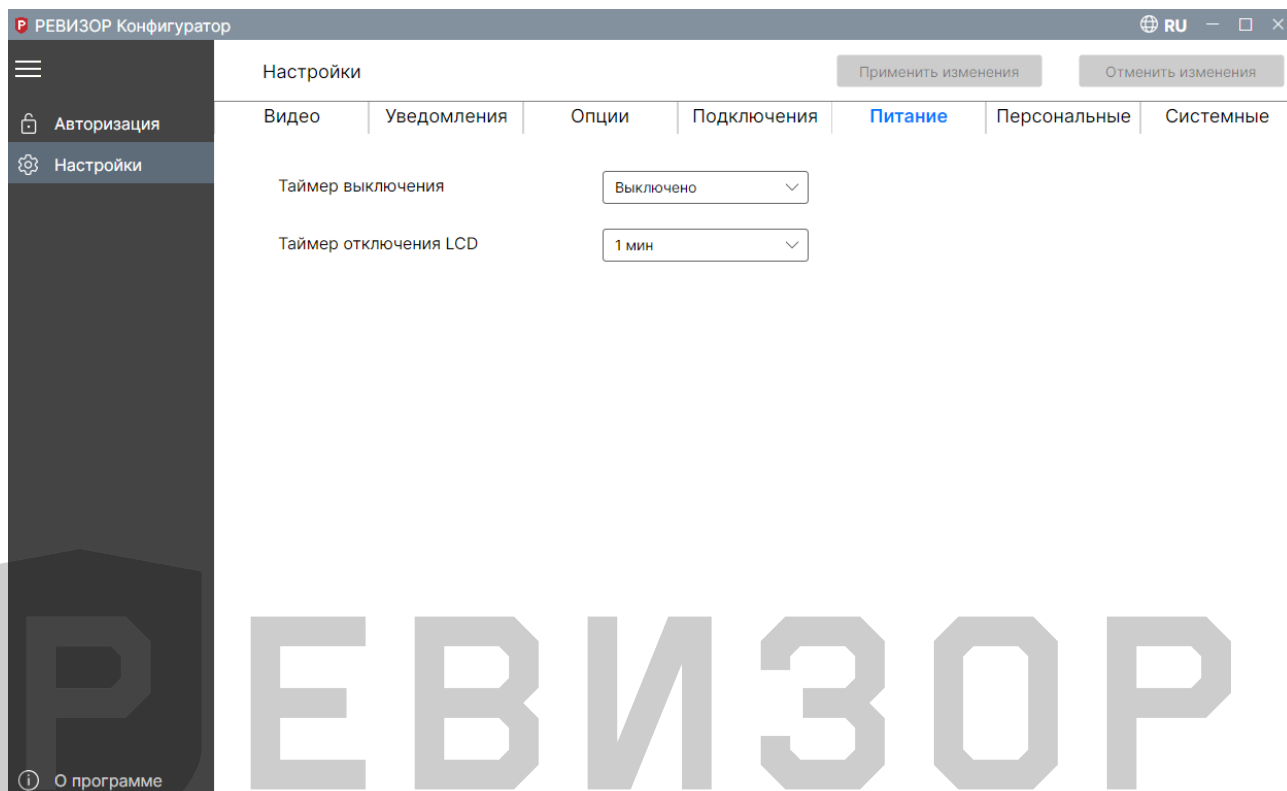 РЕВИЗОР Конфигуратор RU
Настройки Применить изменения Отменить изменения
Авторизация
Настройки
Видео Уведомления Опции Подключения Питание Персональные Системные
Таймер выключения Выключено
Таймер отключения LCD 1 мин
РЕВИЗОР
О программе